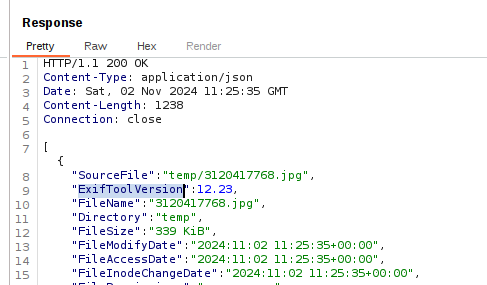 Response
Pretty Raw Hex Render
1 HTTP/1.1 200 OK
2 Content-Type: application/json
3 Date: Sat, 02 Nov 2024 11:25:35 GMT
4 Content-Length: 1238
5 Connection: close
6
7 [
{
8 "SourceFile":"temp/3120417768.jpg",
9 "ExifToolVersion":12.23,
10 "FileName":"3120417768.jpg",
11 "Directory":"temp",
12 "FileSize":"339 KiB",
13 "FileModifyDate":"2024:11:02 11:25:35+00:00",
14 "FileAccessDate":"2024:11:02 11:25:35+00:00",
15 "FileInodeChangeDate":"2024:11:02 11:25:35+00:00",